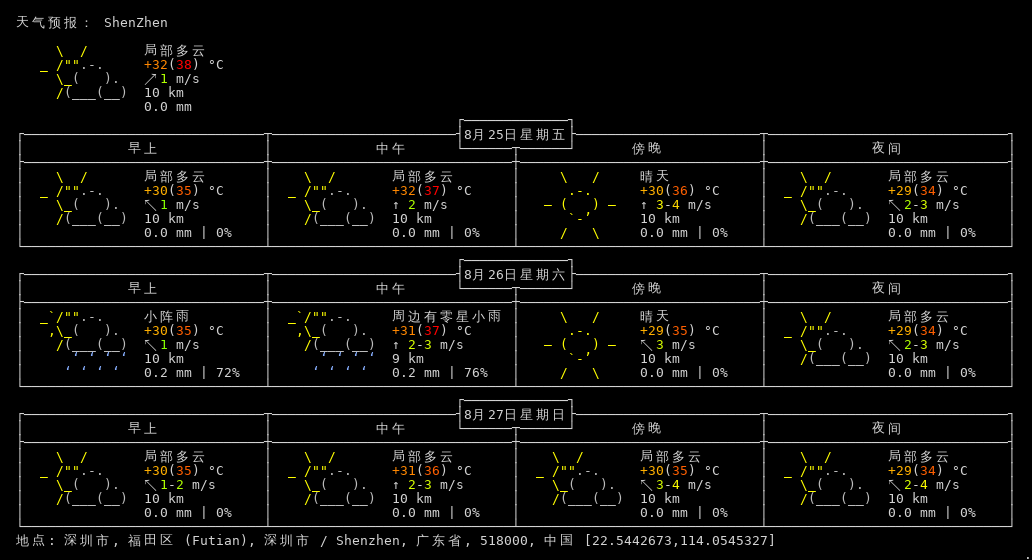 天气预报： ShenZhen
局部多云
+32(38) °C
↗1 m/s
10 km
0.0 mm
8月25日星期五
早上 中午 傍晚 夜间
局部多云 局部多云 晴天 局部多云
+30(35) °C +32(37) °C +30(36) °C +29(34) °C
↖1 m/s ↑ 2 m/s ↑ 3-4 m/s ↖2-3 m/s
10 km 10 km 10 km 10 km
0.0 mm | 0% 0.0 mm | 0% 0.0 mm | 0% 0.0 mm | 0%
8月26日星期六
早上 中午 傍晚 夜间
小阵雨 周边有零星小雨 晴天 局部多云
+30(35) °C +31(37) °C +29(35) °C +29(34) °C
↖1 m/s ↑ 2-3 m/s ↖3 m/s ↖2-3 m/s
10 km 9 km 10 km 10 km
0.2 mm | 72% 0.2 mm | 76% 0.0 mm | 0% 0.0 mm | 0%
8月27日星期日
早上 中午 傍晚 夜间
局部多云 局部多云 局部多云 局部多云
+30(35) °C +31(36) °C +30(35) °C +29(34) °C
↖1-2 m/s ↑ 2-3 m/s ↖3-4 m/s ↖2-4 m/s
10 km 10 km 10 km 10 km
0.0 mm | 0% 0.0 mm | 0% 0.0 mm | 0% 0.0 mm | 0%
地点: 深圳市, 福田区 (Futian), 深圳市 / Shenzhen, 广东省, 518000, 中国 [22.5442673,114.0545327]